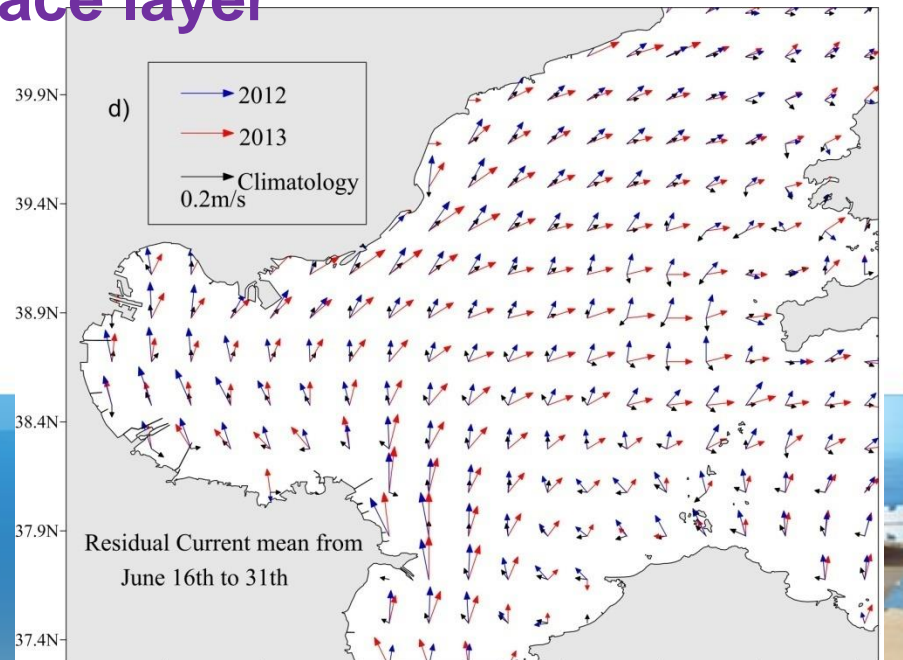 ace layer
d)
2012
2013
Climatology
0.2m/s
39.9N
39.4N
38.9N
38.4N
37.9N
37.4N
Residual Current mean from
June 16th to 31th